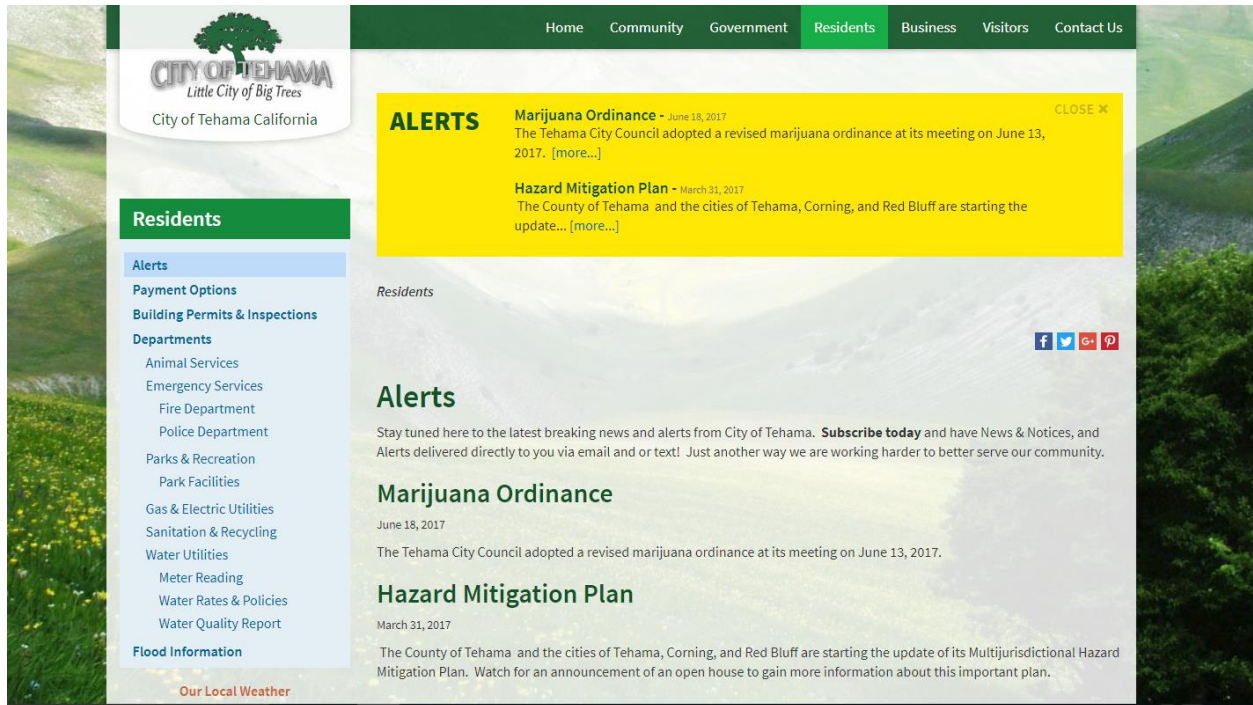 Home Community Government Residents Business Visitors Contact Us
CITY OF TEHAMA
Little City of Big Trees
City of Tehama California
ALERTS
CLOSE ✖
Marijuana Ordinance - June 18, 2017
The Tehama City Council adopted a revised marijuana ordinance at its meeting on June 13,
2017. [more...]
Hazard Mitigation Plan - March 31, 2017
The County of Tehama and the cities of Tehama, Corning, and Red Bluff are starting the
update... [more...]
Residents
Alerts
Payment Options
Building Permits & Inspections
Departments
Animal Services
Emergency Services
Fire Department
Police Department
Parks & Recreation
Park Facilities
Gas & Electric Utilities
Sanitation & Recycling
Water Utilities
Meter Reading
Water Rates & Policies
Water Quality Report
Flood Information
Our Local Weather
Residents
f G+
Alerts
Stay tuned here to the latest breaking news and alerts from City of Tehama. Subscribe today and have News & Notices, and
Alerts delivered directly to you via email and or text! Just another way we are working harder to better serve our community.
Marijuana Ordinance
June 18, 2017
The Tehama City Council adopted a revised marijuana ordinance at its meeting on June 13, 2017.
Hazard Mitigation Plan
March 31, 2017
The County of Tehama and the cities of Tehama, Corning, and Red Bluff are starting the update of its Multijurisdictional Hazard
Mitigation Plan. Watch for an announcement of an open house to gain more information about this important plan.